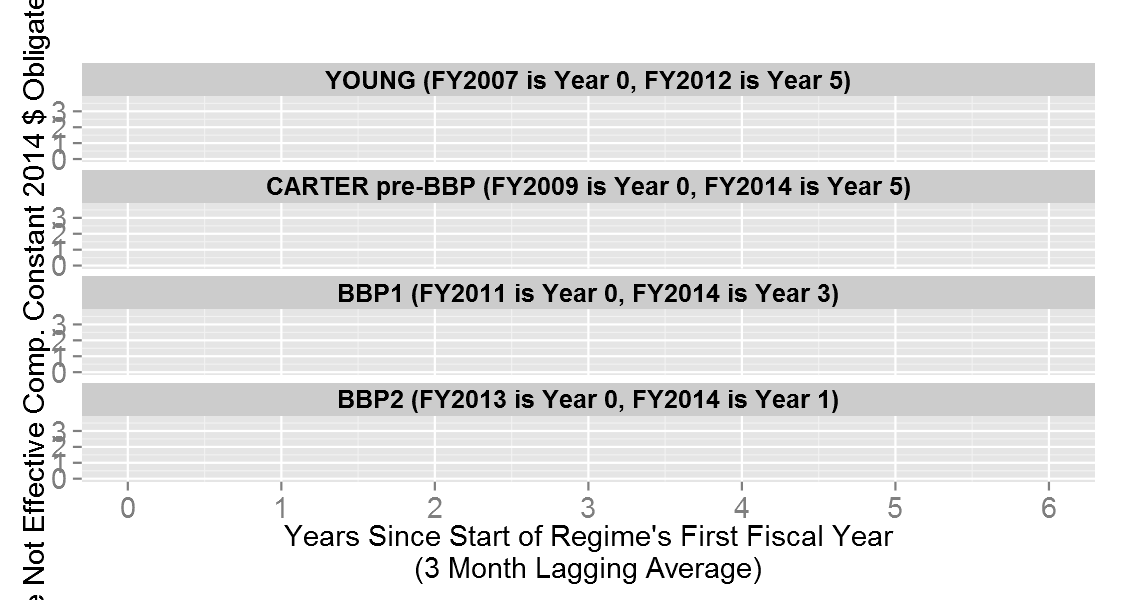 e Not Effective Comp. Constant 2014 $ Obligate
YOUNG (FY2007 is Year 0, FY2012 is Year 5)
3
2
1
0
CARTER pre-BBP (FY2009 is Year 0, FY2014 is Year 5)
3
2
1
0
BBP1 (FY2011 is Year 0, FY2014 is Year 3)
3
2
1
0
BBP2 (FY2013 is Year 0, FY2014 is Year 1)
3
2
1
0
0 1 2 3 4 5 6
Years Since Start of Regime's First Fiscal Year
(3 Month Lagging Average)